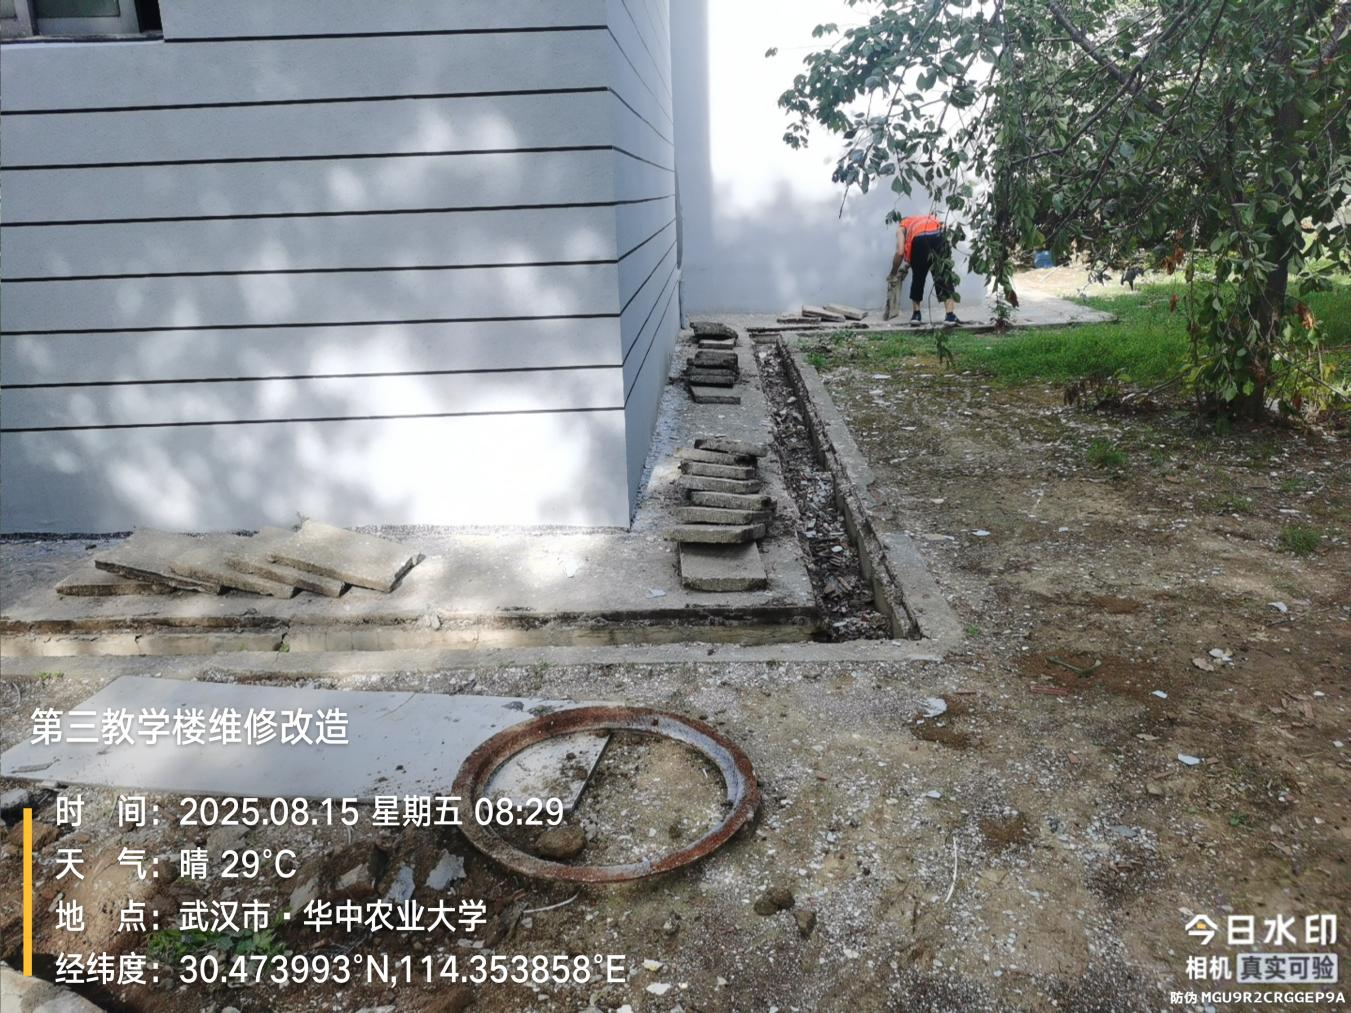 第三教学楼维修改造
时 间：2025.08.15 星期五 08:29
天 气：晴 29°C
地 点：武汉市·华中农业大学
经纬度：30.473993°N,114.353858°E
今日水印
相机 真实可验
防伪 MGU9R2CRGGEP9A